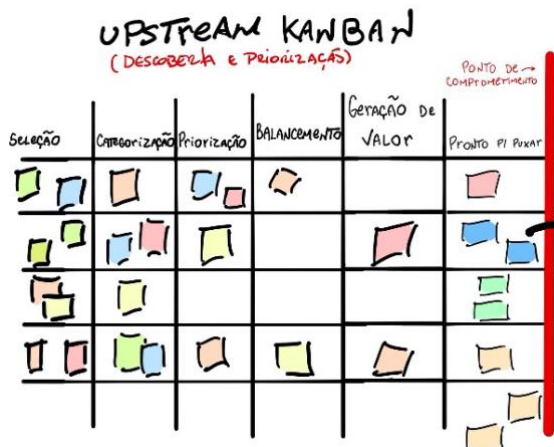 UPSTREAM KANBAN
(DESCOBERTA E PRIORIZAÇÃO)
PONTO DE →
COMPROMETIMENTO
SELEÇÃO
CATEGORIZAÇÃO
PRIORIZAÇÃO
BALANCEMENTO
GERAÇÃO DE
VALOR
PRONTO P/ PUXAR